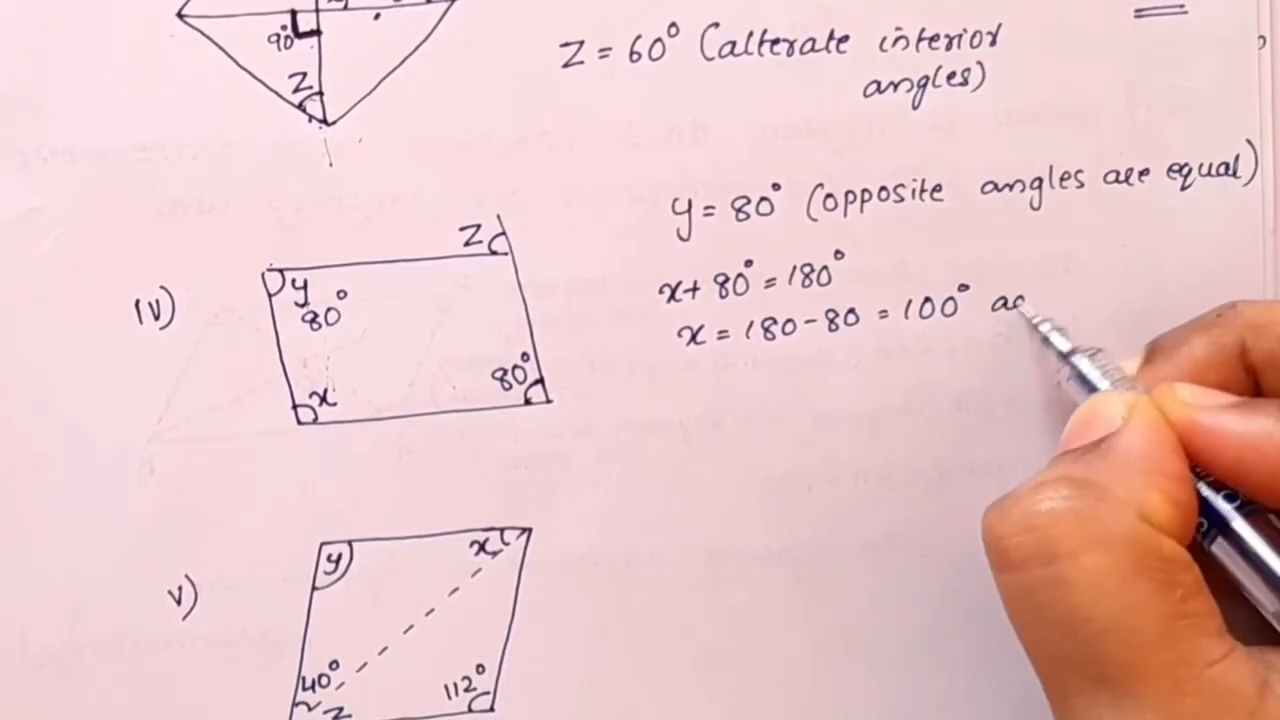 90°
Z
Z = 60° (alterate interior
angles)
y = 80° (opposite angles are equal)
x + 80° = 180°
x = 180 - 80 = 100°
IV)
Z
y
80°
80°
x
V)
y
x
40°
Z
112°